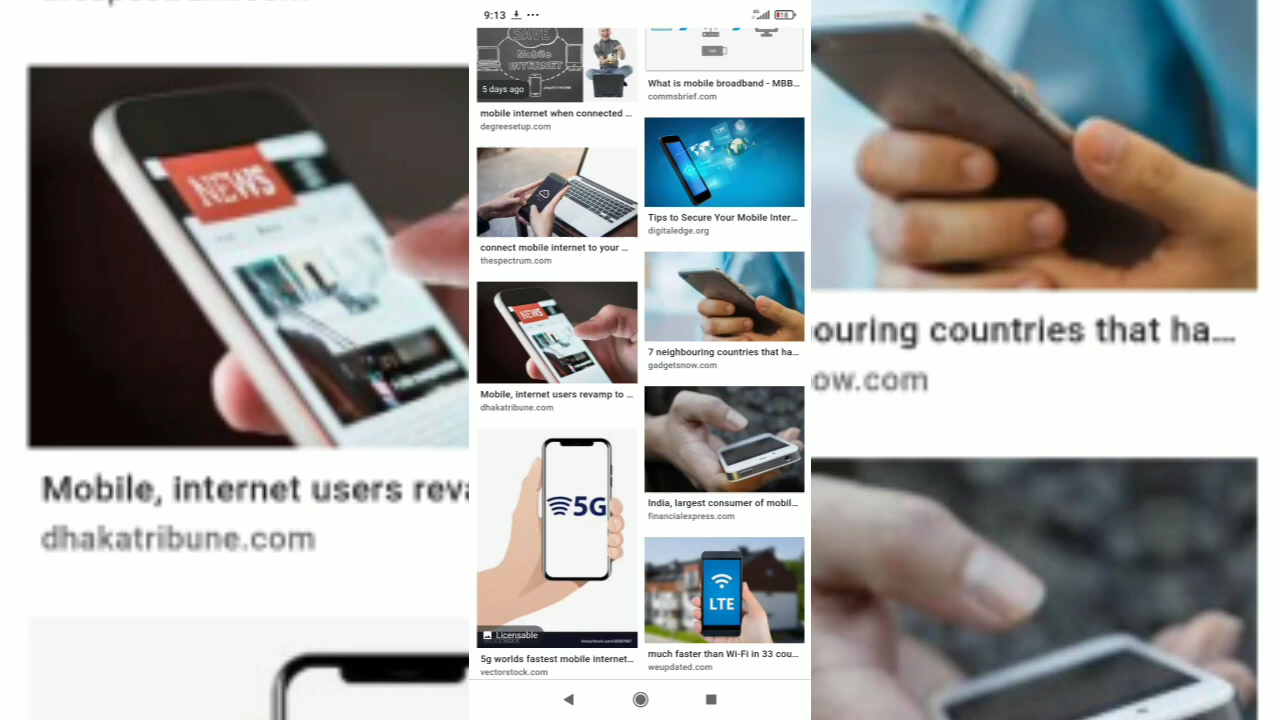 9:13
4G
18
SAVE
Mobile
INTERNET
5 days ago
mobile internet when connected ...
degreesetup.com
connect mobile internet to your ...
thespectrum.com
NEWS
Mobile, internet users revamp to ...
dhakatribune.com
5G
Licensable
5g worlds fastest mobile internet...
vectorstock.com
What is mobile broadband - MBB...
commsbrief.com
Tips to Secure Your Mobile Inter...
digitaledge.org
7 neighbouring countries that ha...
gadgetsnow.com
India, largest consumer of mobil...
financialexpress.com
LTE
much faster than Wi-Fi in 33 cou...
weupdated.com
NEWS
Mobile, internet users reva
dhakatribune.com
ouring countries that ha...
ow.com